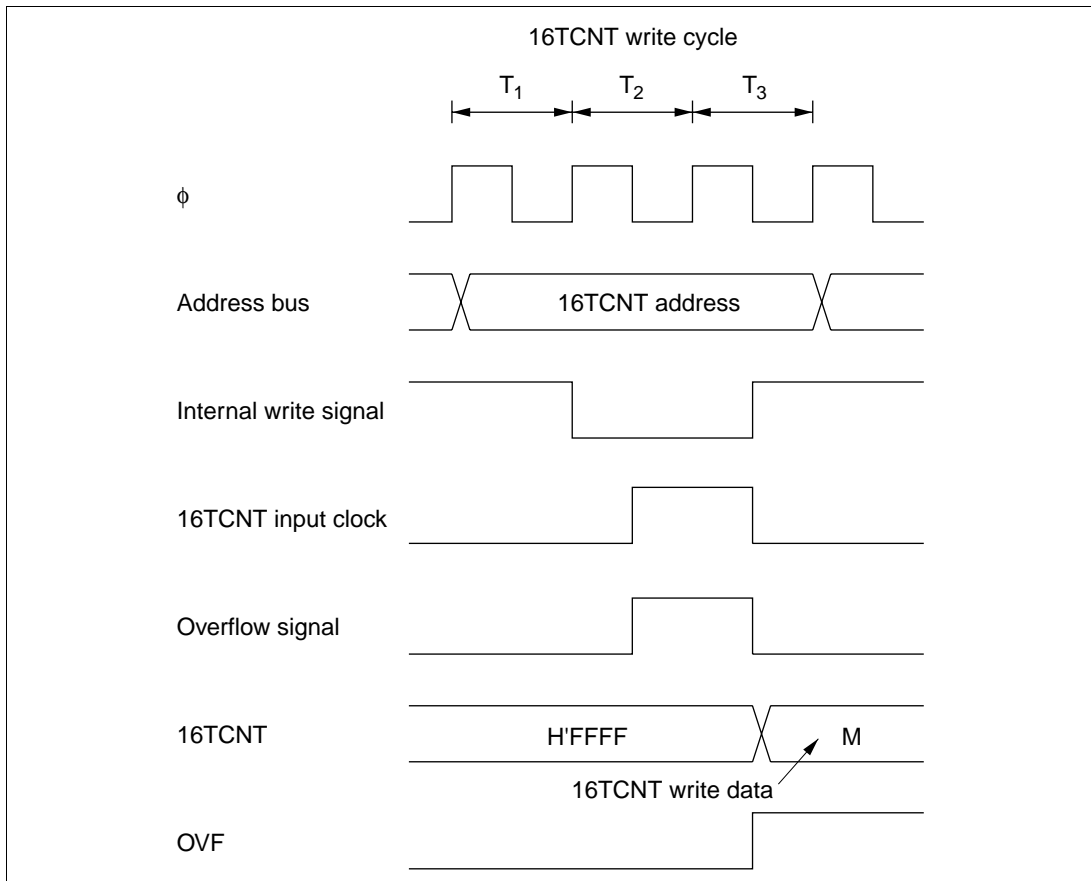 16TCNT write cycle
T1 T2 T3
ϕ
Address bus
16TCNT address
Internal write signal
16TCNT input clock
Overflow signal
16TCNT
H'FFFF
M
16TCNT write data
OVF